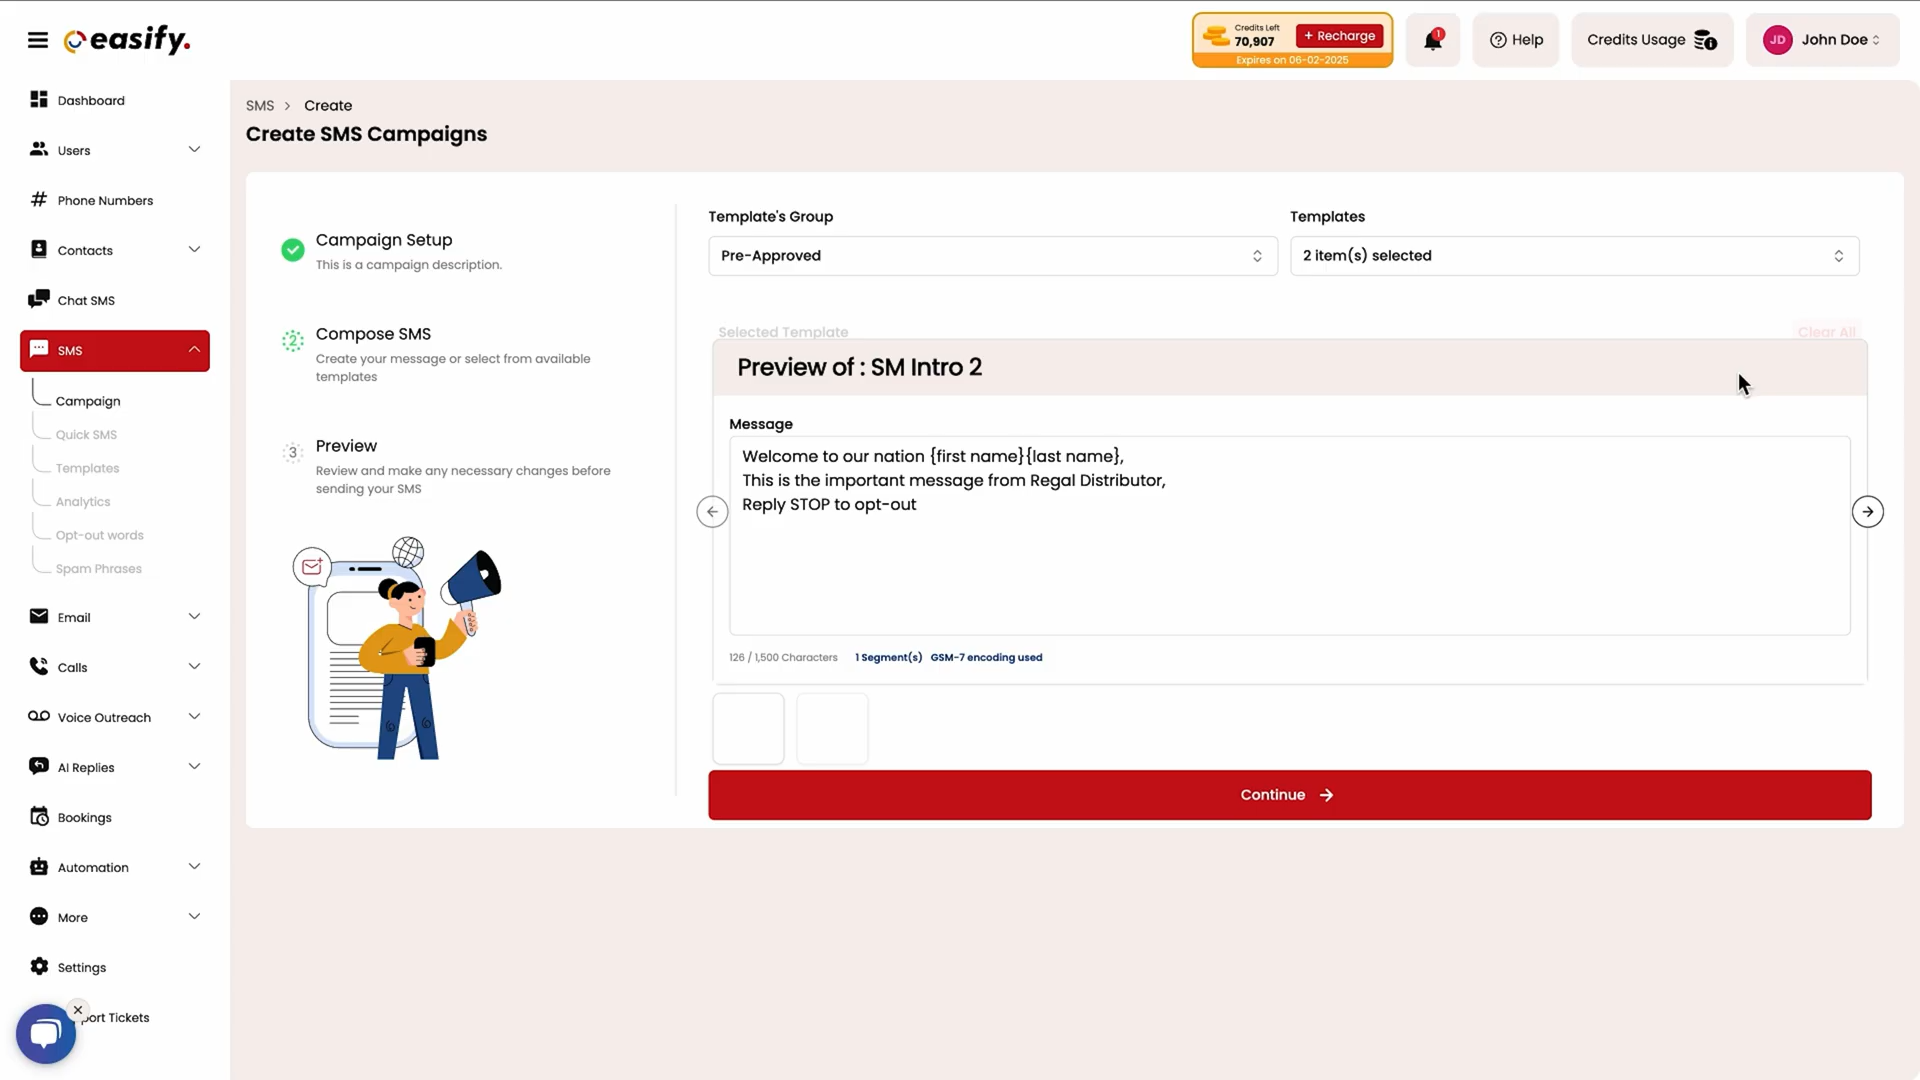 easify.
Credits Left
70,907
+ Recharge
Expires on 06-02-2025
1
Help
Credits Usage
JD
John Doe
Dashboard
Users
Phone Numbers
Contacts
Chat SMS
SMS
Campaign
Quick SMS
Templates
Analytics
Opt-out words
Spam Phrases
Email
Calls
Voice Outreach
AI Replies
Bookings
Automation
More
Settings
port Tickets
SMS > Create
Create SMS Campaigns
Campaign Setup
This is a campaign description.
2
Compose SMS
Create your message or select from available
templates
3
Preview
Review and make any necessary changes before
sending your SMS
Template's Group
Pre-Approved
Templates
2 item(s) selected
Selected Template
Clear All
Preview of : SM Intro 2
Message
Welcome to our nation {first name}{last name},
This is the important message from Regal Distributor,
Reply STOP to opt-out
126 / 1,500 Characters
1 Segment(s)
GSM-7 encoding used
Continue